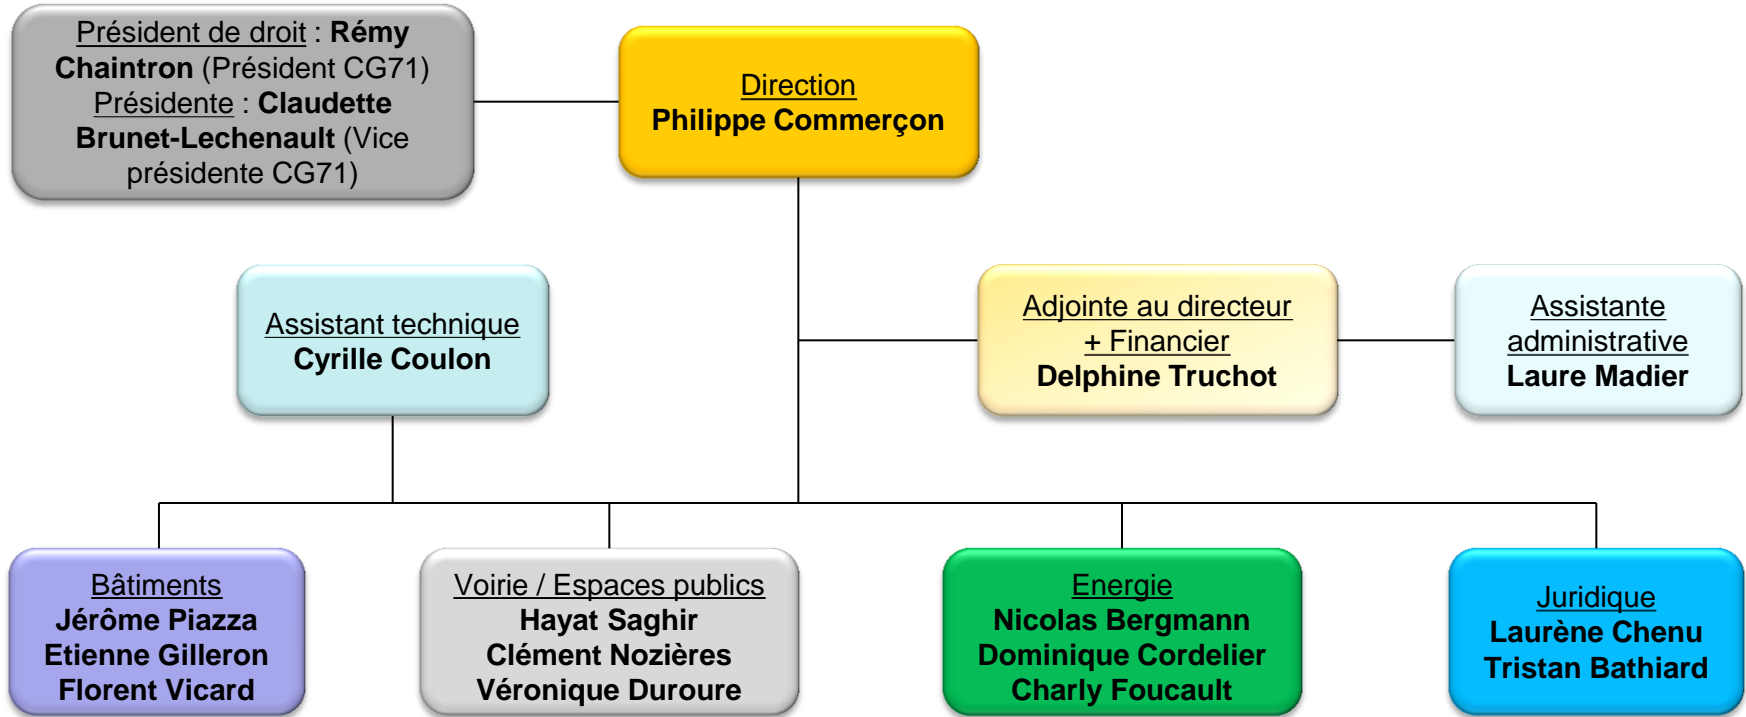 Président de droit : Rémy
Chaintron (Président CG71)
Présidente : Claudette
Brunet-Lechenault (Vice
présidente CG71)
Direction
Philippe Commerçon
Assistant technique
Cyrille Coulon
Adjointe au directeur
+ Financier
Delphine Truchot
Assistante
administrative
Laure Madier
Bâtiments
Jérôme Piazza
Etienne Gilleron
Florent Vicard
Voirie / Espaces publics
Hayat Saghir
Clément Nozières
Véronique Duroure
Energie
Nicolas Bergmann
Dominique Cordelier
Charly Foucault
Juridique
Laurène Chenu
Tristan Bathiard